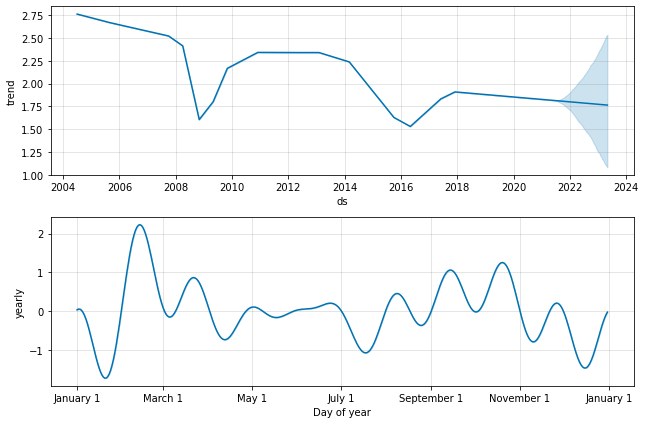 2.75
2.50
2.25
2.00
1.75
1.50
1.25
1.00
trend
2004 2006 2008 2010 2012 2014 2016 2018 2020 2022 2024
ds
2
1
0
−1
yearly
January 1 March 1 May 1 July 1 September 1 November 1 January 1
Day of year